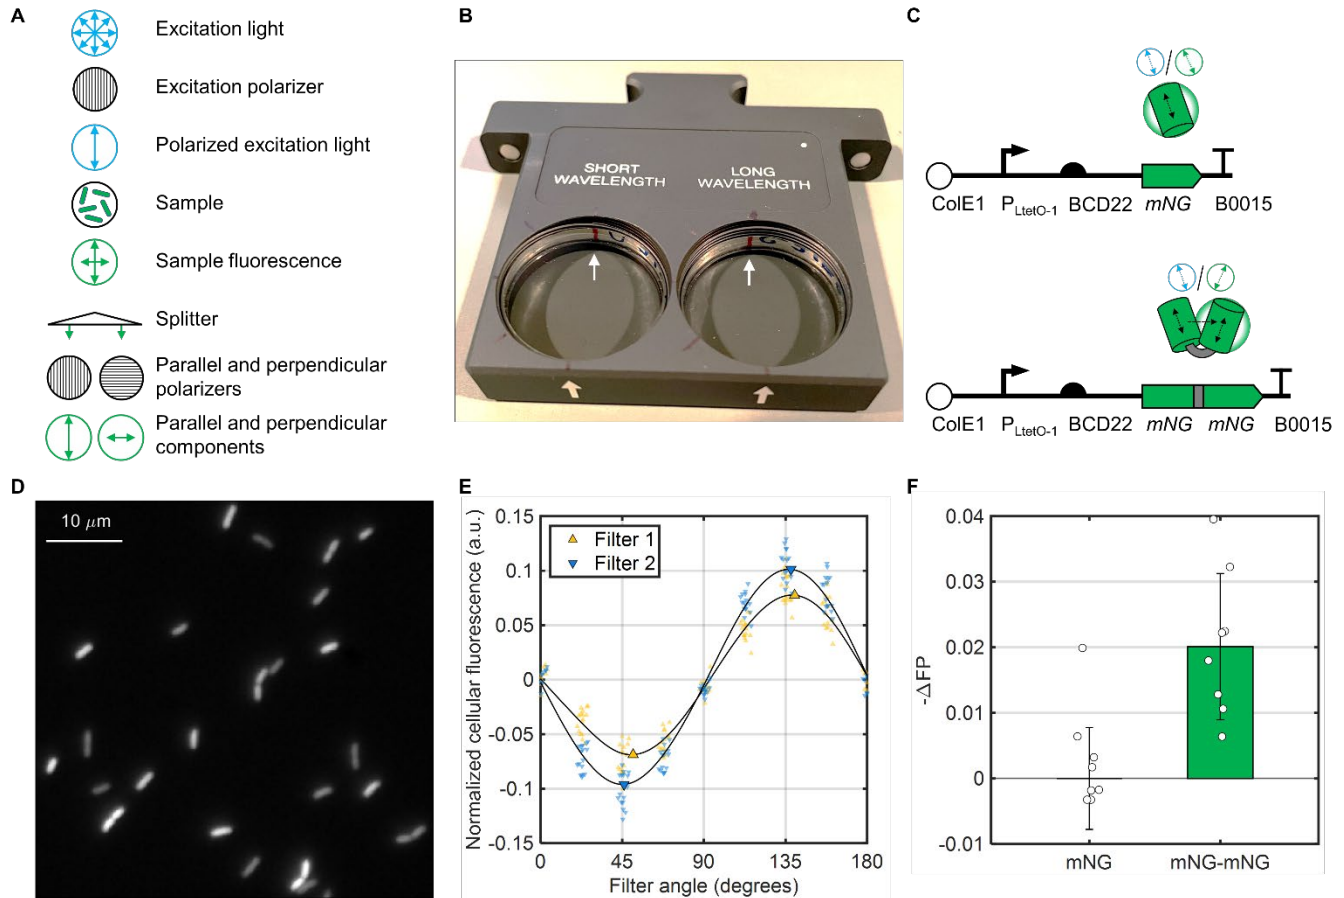 A
Excitation light
Excitation polarizer
Polarized excitation light
Sample
Sample fluorescence
Splitter
Parallel and perpendicular
polarizers
Parallel and perpendicular
components
B
SHORT
WAVELENGTH
LONG
WAVELENGTH
C
ColE1 PLtetO-1 BCD22 mNG B0015
ColE1 PLtetO-1 BCD22 mNG mNG B0015
D
10 μm
E
Normalized cellular fluorescence (a.u.)
0.15
0.1
0.05
0
-0.05
-0.1
-0.15
Filter 1
Filter 2
0 45 90 135 180
Filter angle (degrees)
F
-ΔFP
0.04
0.03
0.02
0.01
0
-0.01
mNG mNG-mNG